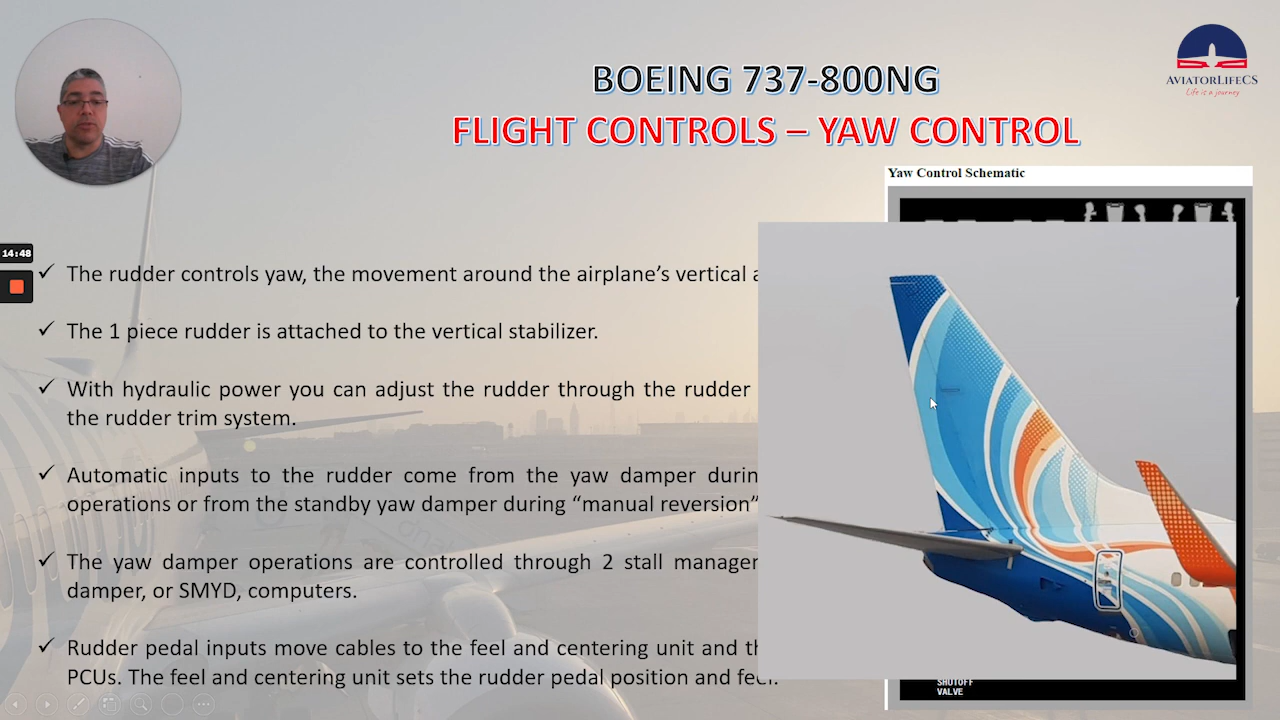 BOEING 737-800NG
FLIGHT CONTROLS – YAW CONTROL
AVIATORLIFECS
Life is a journey
Yaw Control Schematic
14:48
✓ The rudder controls yaw, the movement around the airplane’s vertical a
✓ The 1 piece rudder is attached to the vertical stabilizer.
✓ With hydraulic power you can adjust the rudder through the rudder
the rudder trim system.
✓ Automatic inputs to the rudder come from the yaw damper durin
operations or from the standby yaw damper during “manual reversion”
✓ The yaw damper operations are controlled through 2 stall manager
damper, or SMYD, computers.
✓ Rudder pedal inputs move cables to the feel and centering unit and th
PCUs. The feel and centering unit sets the rudder pedal position and feel.
SHUTOFF
VALVE